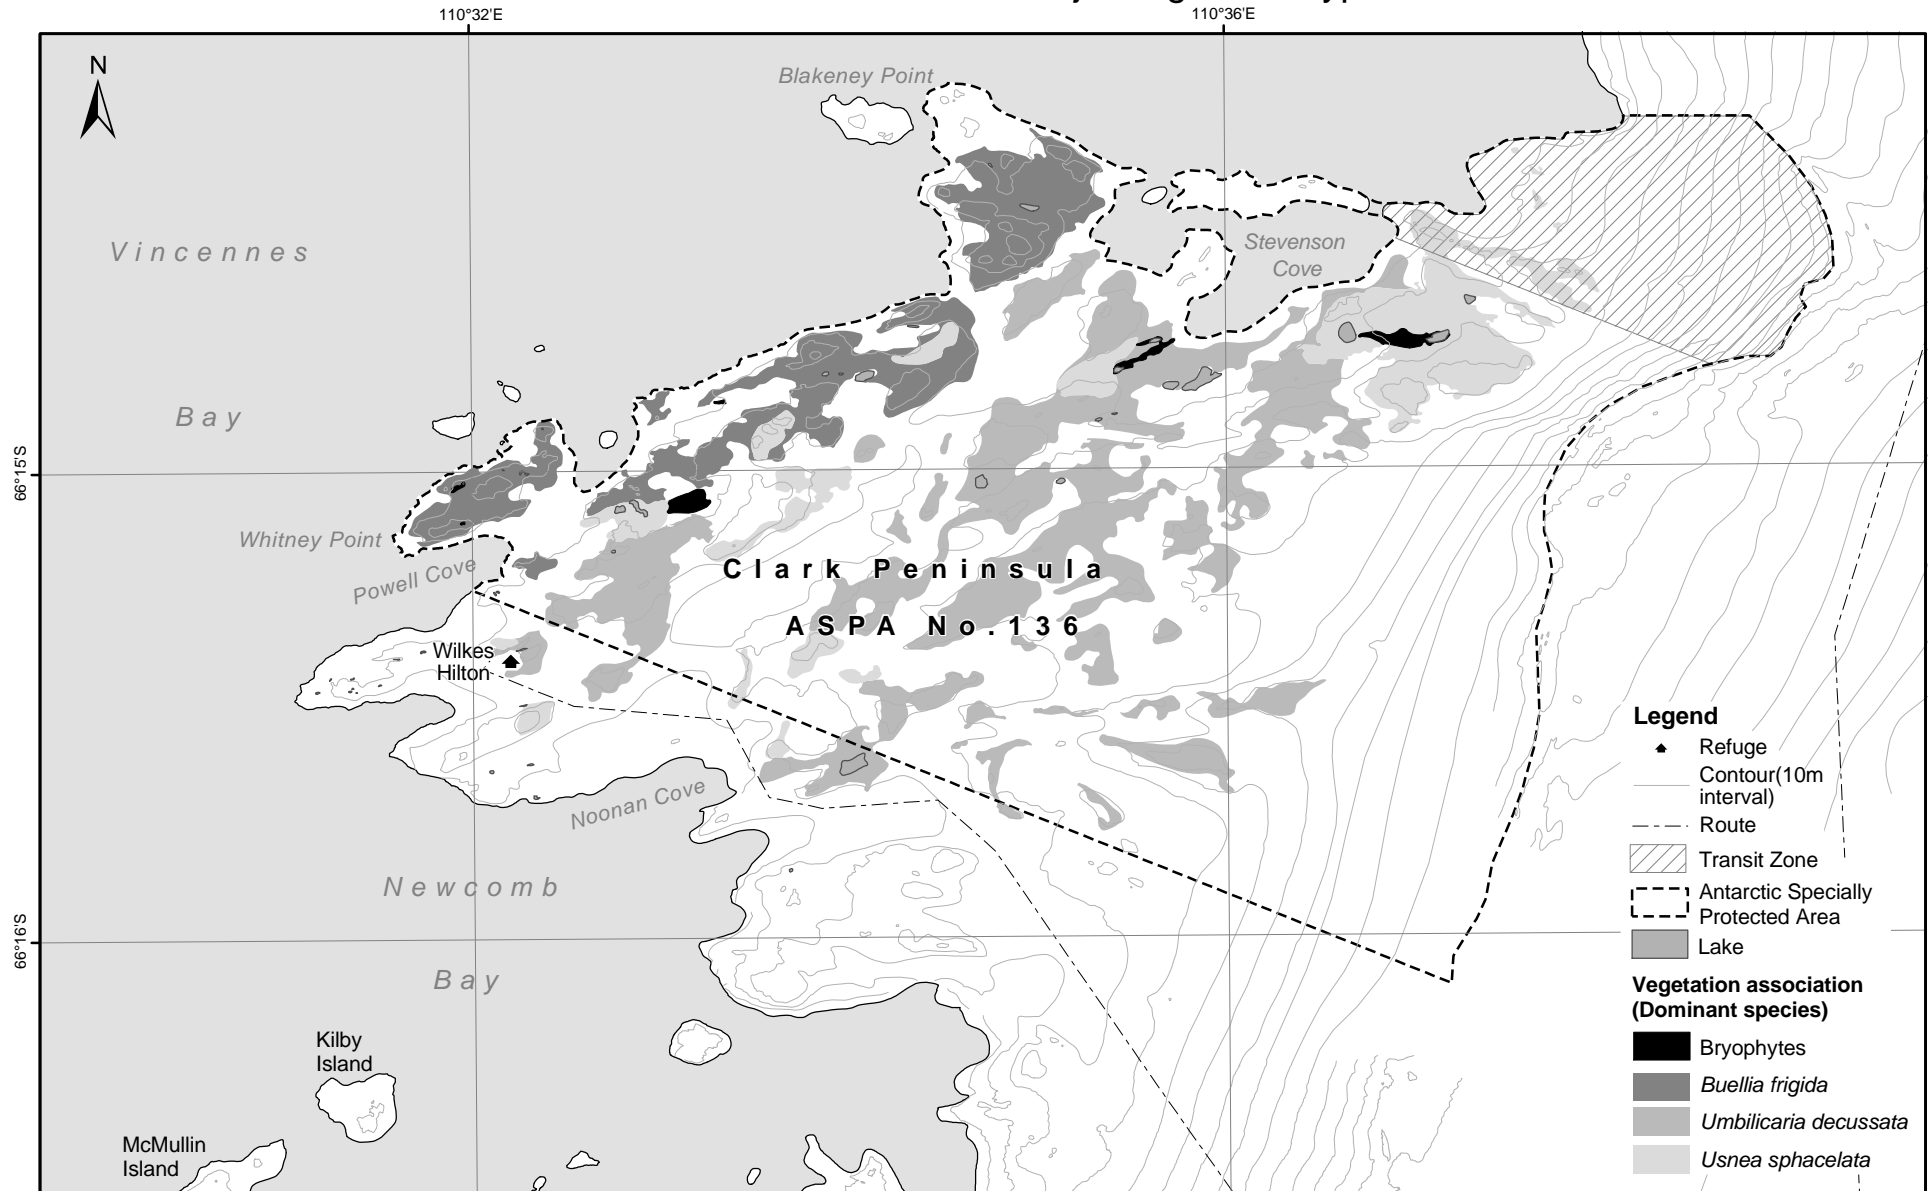 110°32'E
110°36'E
N
Blakeney Point
Vincennes
Stevenson
Cove
Bay
66°15'S
Whitney Point
Powell Cove
Clark Peninsula
ASPA No.136
Wilkes
Hilton
Noonan Cove
Newcomb
66°16'S
Bay
Kilby
Island
McMullin
Island
Legend
Refuge
Contour(10m
interval)
Route
Transit Zone
Antarctic Specially
Protected Area
Lake
Vegetation association
(Dominant species)
Bryophytes
Buellia frigida
Umbilicaria decussata
Usnea sphacelata